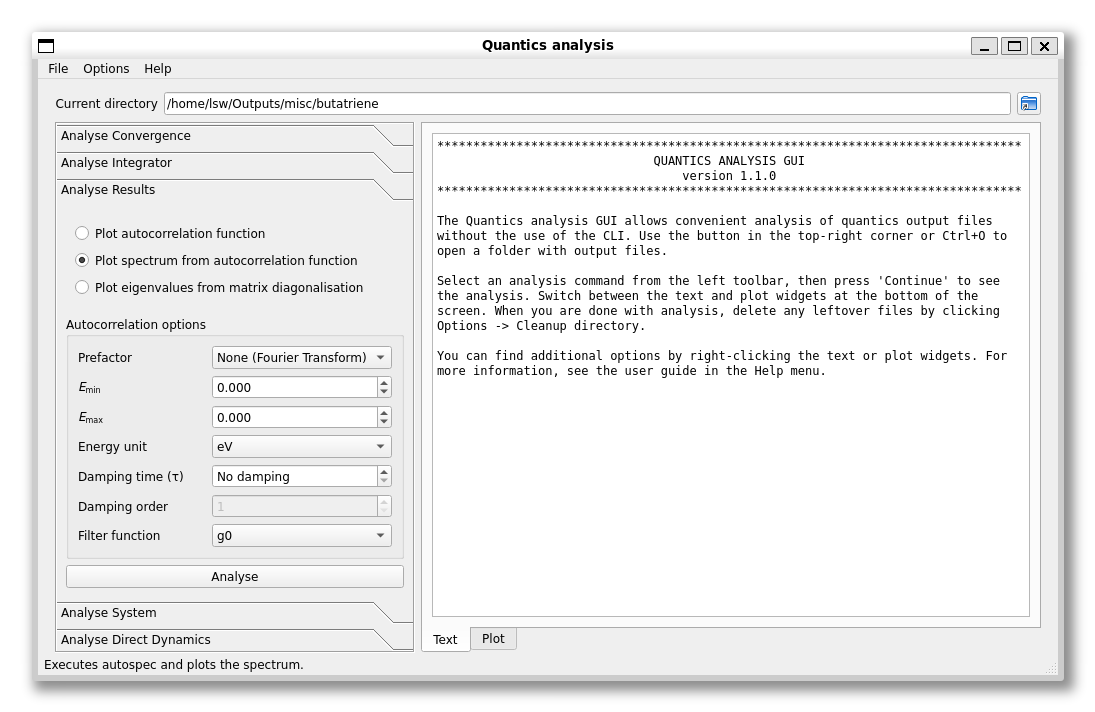 Quantics analysis
File Options Help
Current directory /home/lsw/Outputs/misc/butatriene
Analyse Convergence
Analyse Integrator
Analyse Results
Plot autocorrelation function
Plot spectrum from autocorrelation function
Plot eigenvalues from matrix diagonalisation
Autocorrelation options
Prefactor None (Fourier Transform)
Emin 0.000
Emax 0.000
Energy unit eV
Damping time (τ) No damping
Damping order 1
Filter function g0
Analyse
Analyse System
Analyse Direct Dynamics
*********************************************************************************
QUANTICS ANALYSIS GUI
version 1.1.0
*********************************************************************************
The Quantics analysis GUI allows convenient analysis of quantics output files
without the use of the CLI. Use the button in the top-right corner or Ctrl+O to
open a folder with output files.
Select an analysis command from the left toolbar, then press 'Continue' to see
the analysis. Switch between the text and plot widgets at the bottom of the
screen. When you are done with analysis, delete any leftover files by clicking
Options -> Cleanup directory.
You can find additional options by right-clicking the text or plot widgets. For
more information, see the user guide in the Help menu.
Text Plot
Executes autospec and plots the spectrum.